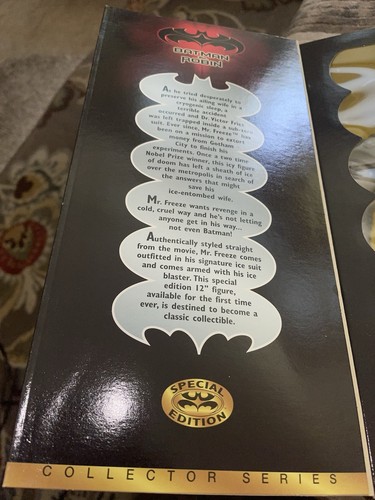 BATMAN
& ROBIN
As he tried desperately to
preserve his ailing wife in a
cryogenic sleep, a
terrible accident
occurred and Dr Victor Fries
was left trapped inside a sub-zero
suit. Ever since, Mr. Freeze™ has
been on a mission to extort
money from Gotham
City to finish his
experiments. Once a two time
Nobel Prize winner, this icy figure
of doom has left a sheath of ice
over the metropolis in search of
the answers that might
save his
ice-entombed wife.
Mr. Freeze wants revenge in a
cold, cruel way and he's not letting
anyone get in his way...
not even Batman!
Authentically styled straight
from the movie, Mr. Freeze comes
outfitted in his signature ice suit
and comes armed with his ice
blaster. This special
edition 12" figure,
available for the first time
ever, is destined to become a
classic collectible.
SPECIAL
EDITION
COLLECTOR SERIES